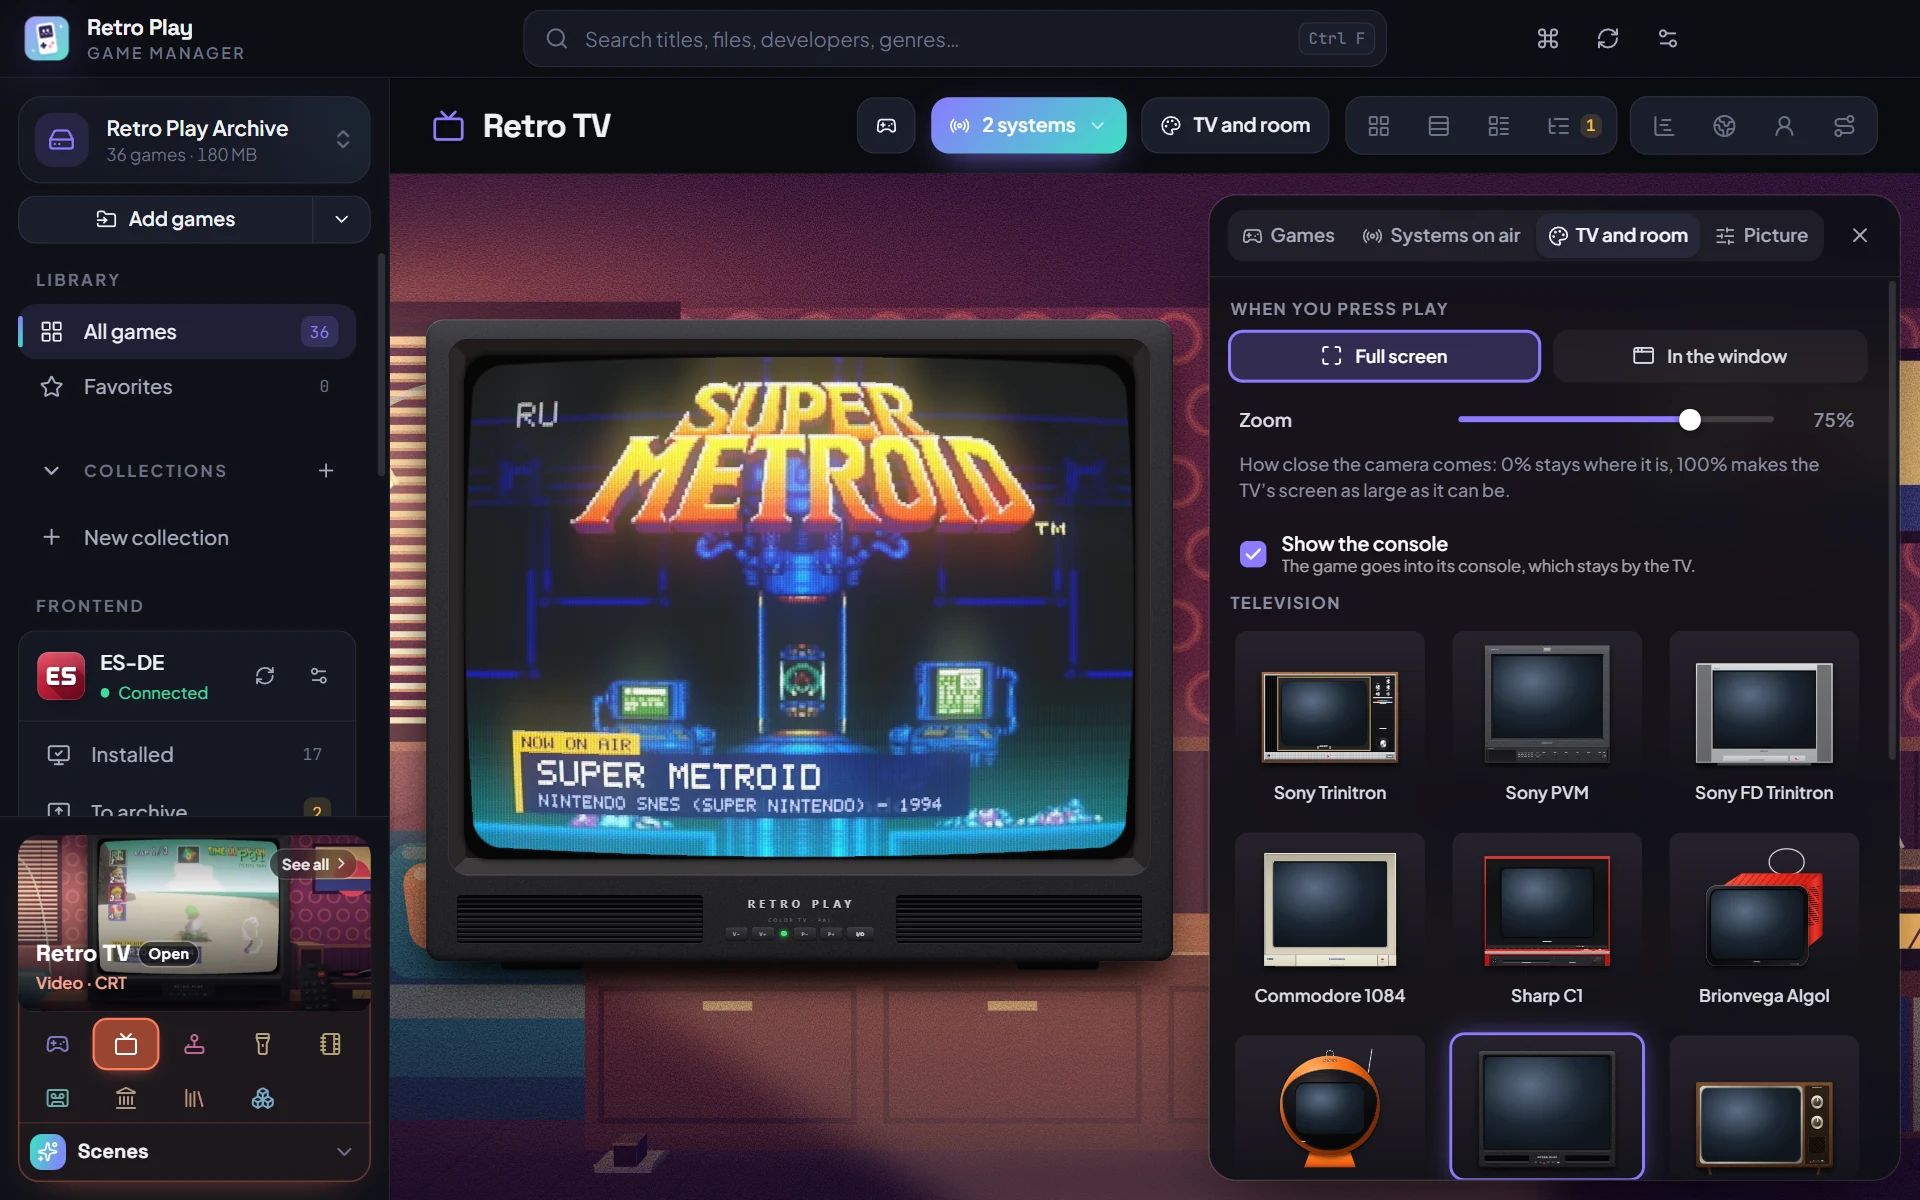 Retro Play
GAME MANAGER
Search titles, files, developers, genres...
Ctrl F
Retro Play Archive
36 games · 180 MB
Add games
LIBRARY
All games
36
Favorites
0
COLLECTIONS
New collection
FRONTEND
ES
ES-DE
Connected
Installed
17
To archive
2
See all
Retro TV
Open
Video · CRT
Scenes
Retro TV
2 systems
TV and room
1
RU
SUPER
METROID
TM
NOW ON AIR
SUPER METROID
NINTENDO SNES (SUPER NINTENDO) - 1994
RETRO PLAY
COLOR TV · PAL
V-
V+
P-
P+
I/O
Games
Systems on air
TV and room
Picture
WHEN YOU PRESS PLAY
Full screen
In the window
Zoom
75%
How close the camera comes: 0% stays where it is, 100% makes the
TV's screen as large as it can be.
Show the console
The game goes into its console, which stays by the TV.
TELEVISION
Sony Trinitron
Sony PVM
Sony FD Trinitron
Commodore 1084
Sharp C1
Brionvega Algol